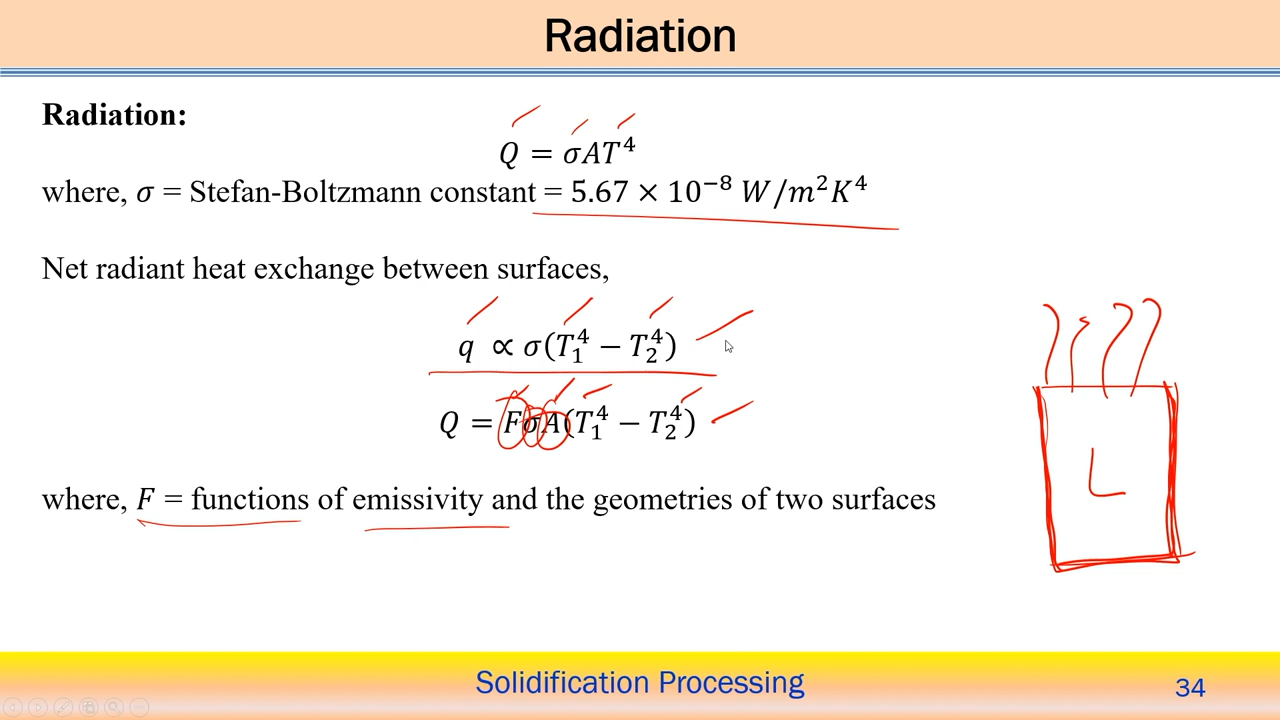 Radiation
Radiation:
𝑄 = 𝜎𝐴𝑇⁴
where, 𝜎 = Stefan-Boltzmann constant = 5.67 × 10⁻⁸ 𝑊/𝑚²𝐾⁴
Net radiant heat exchange between surfaces,
𝑞 ∝ 𝜎(𝑇₁⁴ − 𝑇₂⁴)
𝑄 = 𝐹𝜎𝐴(𝑇₁⁴ − 𝑇₂⁴)
L
where, 𝐹 = functions of emissivity and the geometries of two surfaces
Solidification Processing
34